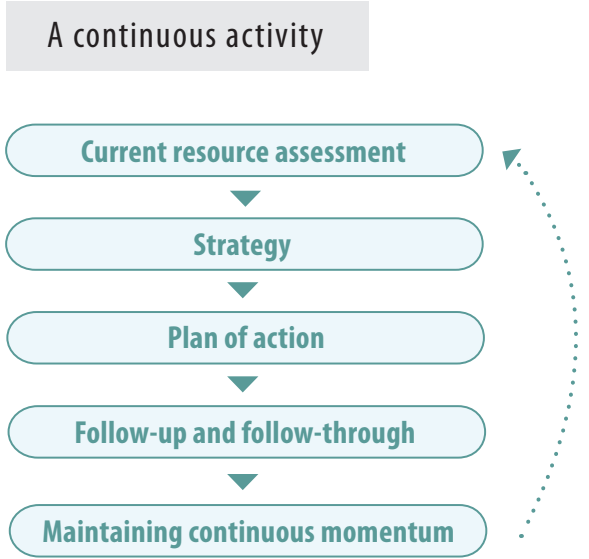 A continuous activity
Current resource assessment
Strategy
Plan of action
Follow-up and follow-through
Maintaining continuous momentum